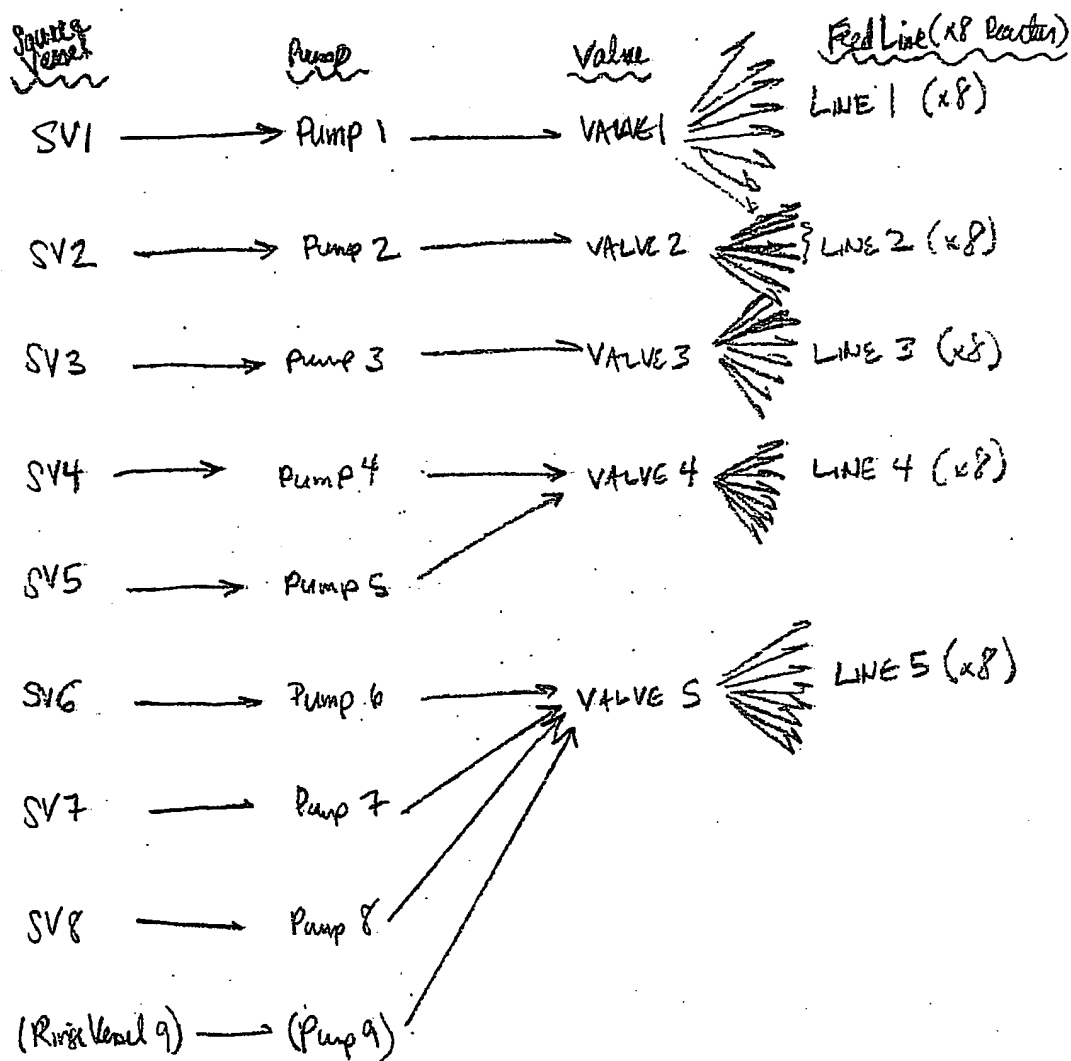 Source Vessel Pump Valve Feed Line (x8 Reactors)
SV1 Pump 1 VALVE 1 LINE 1 (x8)
SV2 Pump 2 VALVE 2 LINE 2 (x8)
SV3 Pump 3 VALVE 3 LINE 3 (x8)
SV4 Pump 4 VALVE 4 LINE 4 (x8)
SV5 Pump 5
SV6 Pump 6 VALVE 5 LINE 5 (x8)
SV7 Pump 7
SV8 Pump 8
(Rinse Vessel 9) (Pump 9)